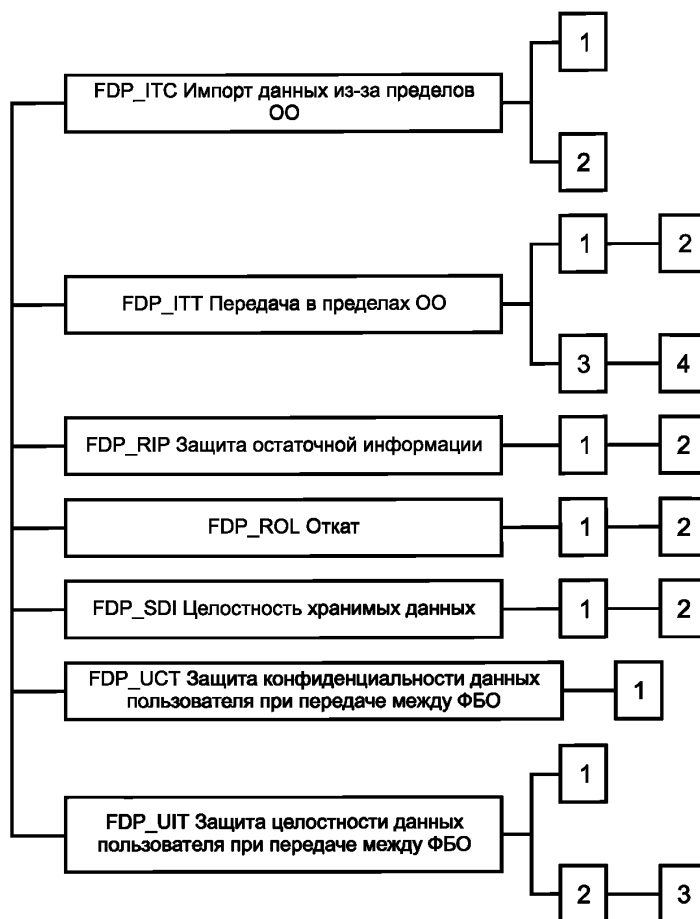 1
FDP_ITC Импорт данных из-за пределов
ОО
2
1 2
FDP_ITT Передача в пределах ОО
3 4
FDP_RIP Защита остаточной информации 1 2
FDP_ROL Откат 1 2
FDP_SDI Целостность хранимых данных 1 2
FDP_UCT Защита конфиденциальности данных
пользователя при передаче между ФБО 1
1
FDP_UIT Защита целостности данных
пользователя при передаче между ФБО
2 3